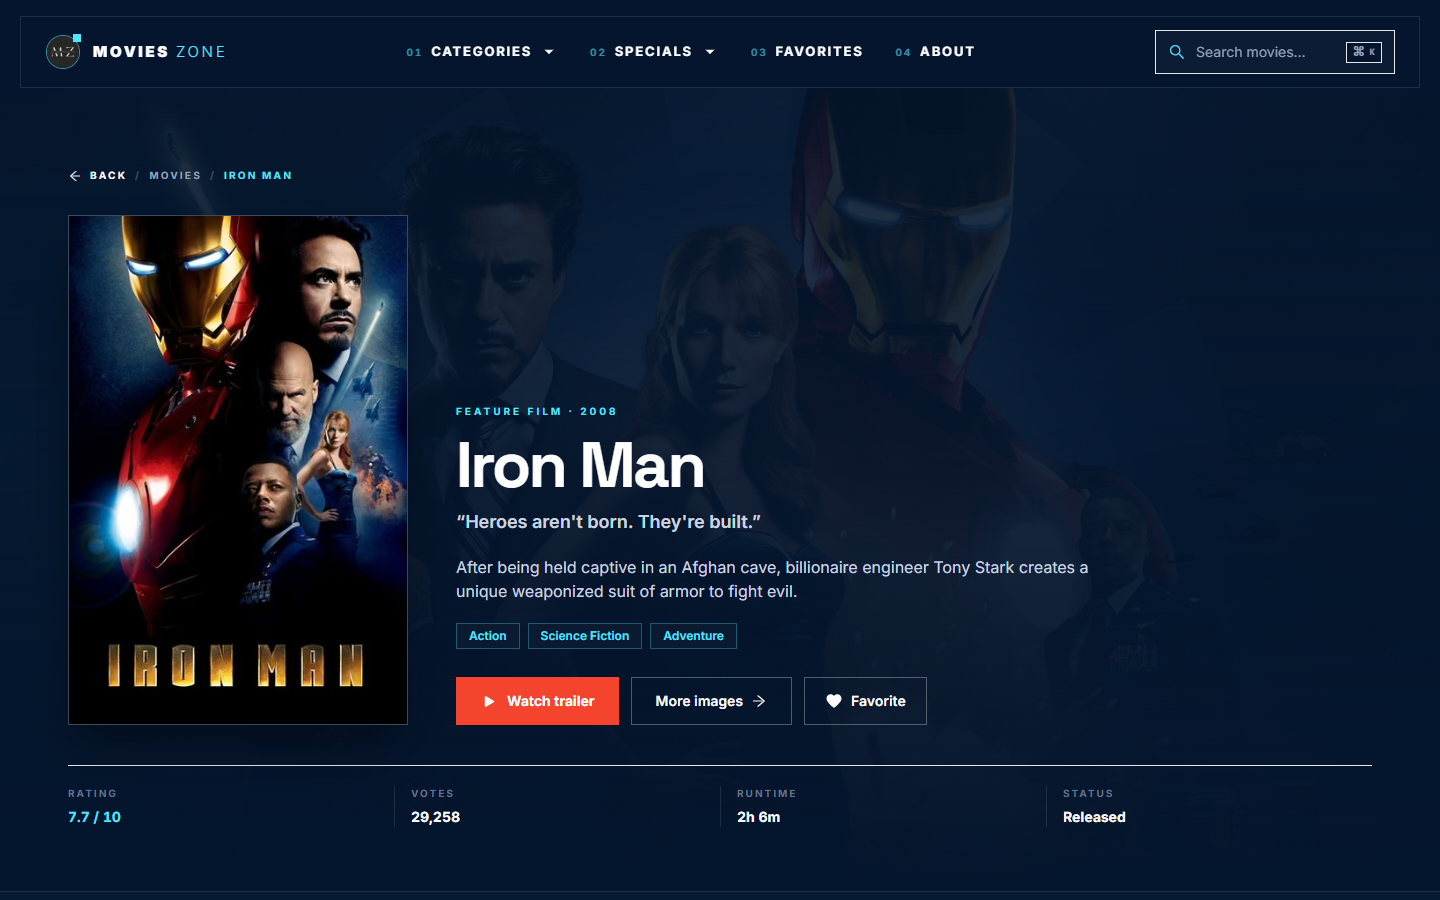 MZ MOVIES ZONE
01 CATEGORIES
02 SPECIALS
03 FAVORITES
04 ABOUT
Search movies...
⌘ K
BACK / MOVIES / IRON MAN
IRON MAN
FEATURE FILM · 2008
Iron Man
“Heroes aren't born. They're built.”
After being held captive in an Afghan cave, billionaire engineer Tony Stark creates a
unique weaponized suit of armor to fight evil.
Action
Science Fiction
Adventure
Watch trailer
More images
Favorite
RATING
7.7 / 10
VOTES
29,258
RUNTIME
2h 6m
STATUS
Released